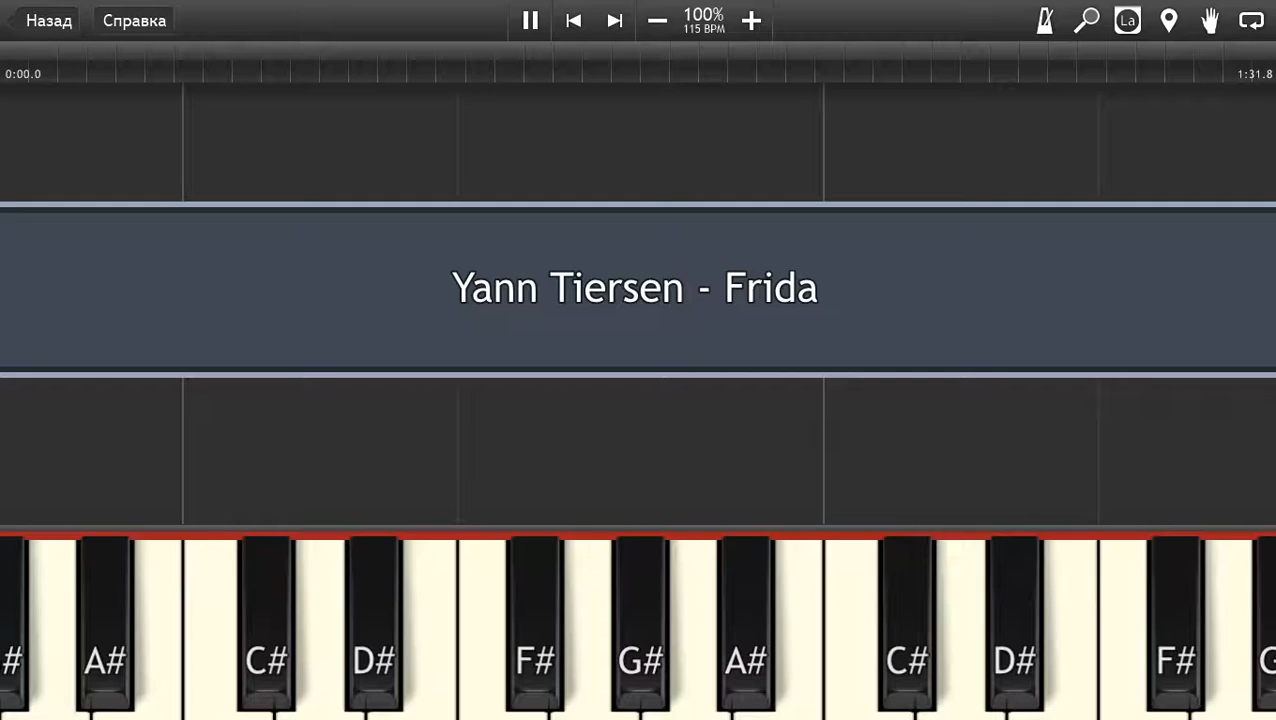 Назад Справка 100% La
115 BPM
0:00.0 1:31.8
Yann Tiersen - Frida
# A# C# D# F# G# A# C# D# F# G